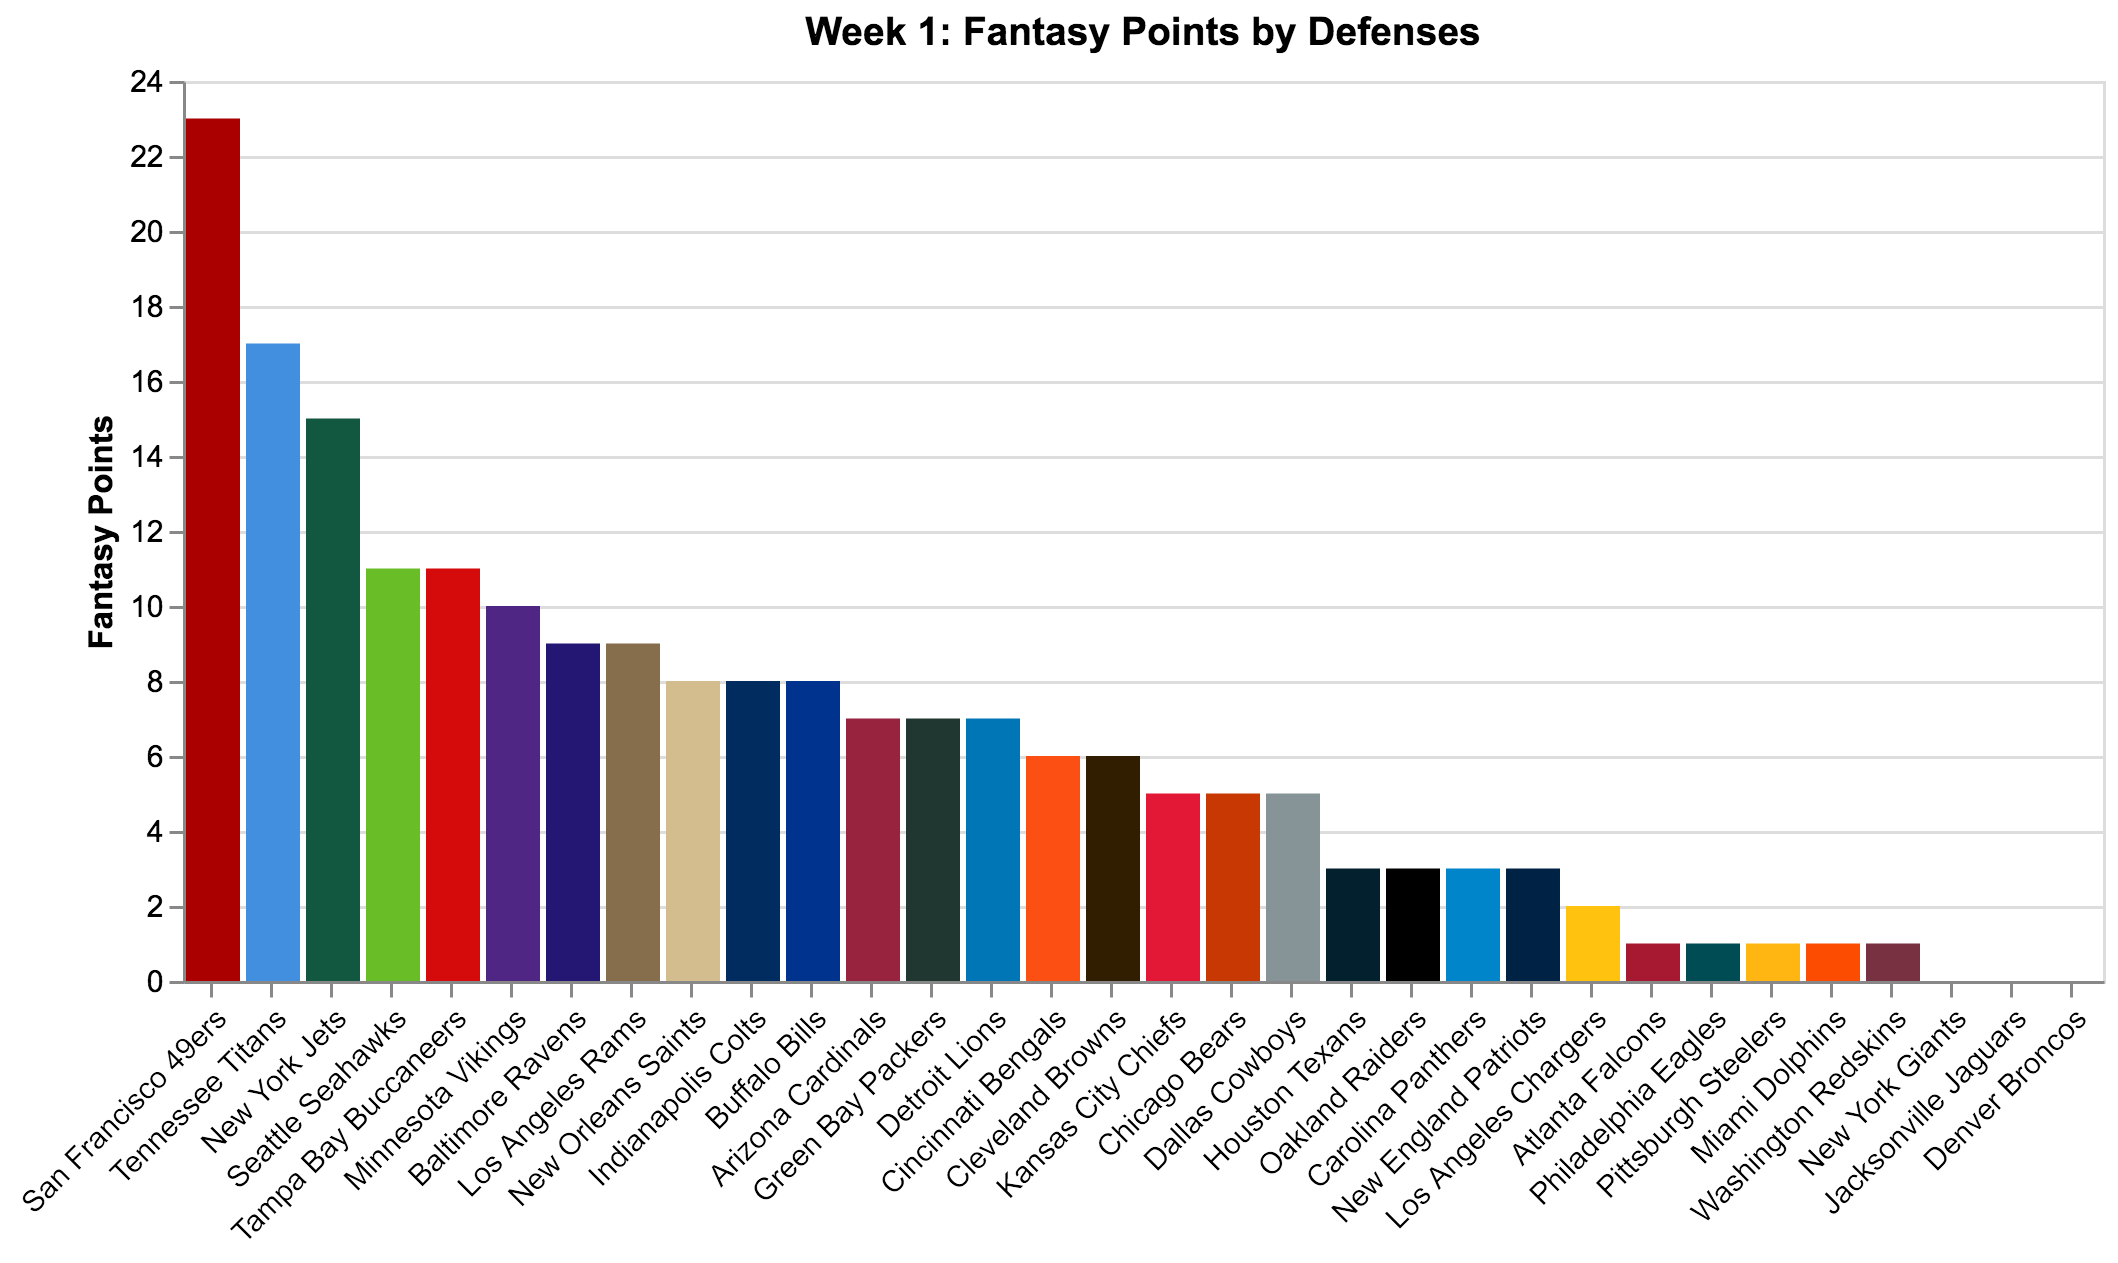 Week 1: Fantasy Points by Defenses
Fantasy Points
24
22
20
18
16
14
12
10
8
6
4
2
0
San Francisco 49ers
Tennessee Titans
New York Jets
Seattle Seahawks
Tampa Bay Buccaneers
Minnesota Vikings
Baltimore Ravens
Los Angeles Rams
New Orleans Saints
Indianapolis Colts
Buffalo Bills
Arizona Cardinals
Green Bay Packers
Detroit Lions
Cincinnati Bengals
Cleveland Browns
Kansas City Chiefs
Chicago Bears
Dallas Cowboys
Houston Texans
Oakland Raiders
Carolina Panthers
New England Patriots
Los Angeles Chargers
Atlanta Falcons
Philadelphia Eagles
Pittsburgh Steelers
Miami Dolphins
Washington Redskins
New York Giants
Jacksonville Jaguars
Denver Broncos